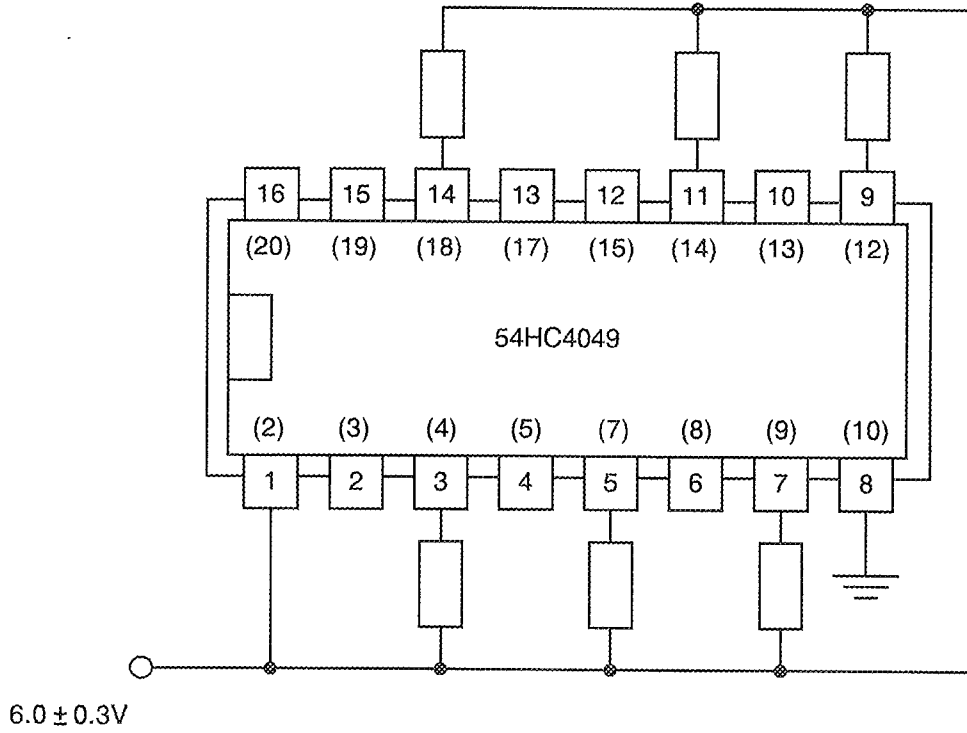 16 15 14 13 12 11 10 9
(20) (19) (18) (17) (15) (14) (13) (12)
54HC4049
(2) (3) (4) (5) (7) (8) (9) (10)
1 2 3 4 5 6 7 8
6.0 ± 0.3V